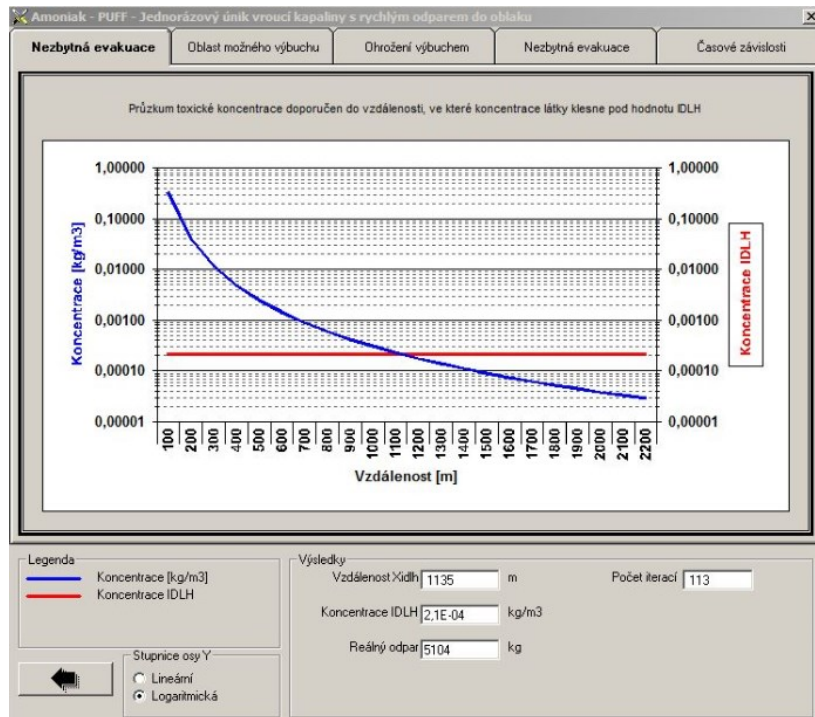 Amoniak - PUFF - Jednorázový únik vroucí kapaliny s rychlým odparem do oblaku
Nezbytná evakuace
Oblast možného výbuchu
Ohrožení výbuchem
Nezbytná evakuace
Časové závislosti
Průzkum toxické koncentrace doporučen do vzdálenosti, ve které koncentrace látky klesne pod hodnotu IDLH
Koncentrace [kg/m3]
1,00000
0,10000
0,01000
0,00100
0,00010
0,00001
1,00000
0,10000
0,01000
0,00100
0,00010
0,00001
Koncentrace IDLH
100 200 300 400 500 600 700 800 900 1000 1100 1200 1300 1400 1500 1600 1700 1800 1900 2000 2100 2200
Vzdálenost [m]
Legenda
Koncentrace [kg/m3]
Koncentrace IDLH
Stupnice osy Y
Lineární
Logaritmická
Výsledky
Vzdálenost Xidlh 1135 m
Počet iterací 113
Koncentrace IDLH 2,1E-04 kg/m3
Reálný odpar 5104 kg